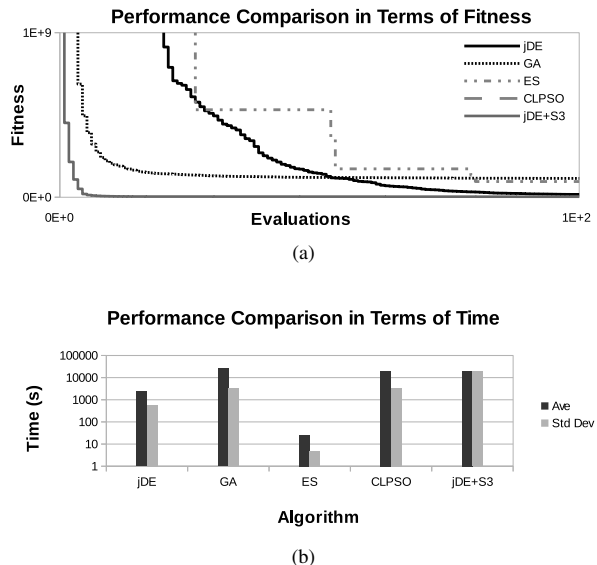 Performance Comparison in Terms of Fitness
1E+9
Fitness
0E+0
0E+0
Evaluations
1E+2
jDE
GA
ES
CLPSO
jDE+S3
(a)
Performance Comparison in Terms of Time
Time (s)
100000
10000
1000
100
10
1
jDE
GA
ES
CLPSO
jDE+S3
Ave
Std Dev
Algorithm
(b)